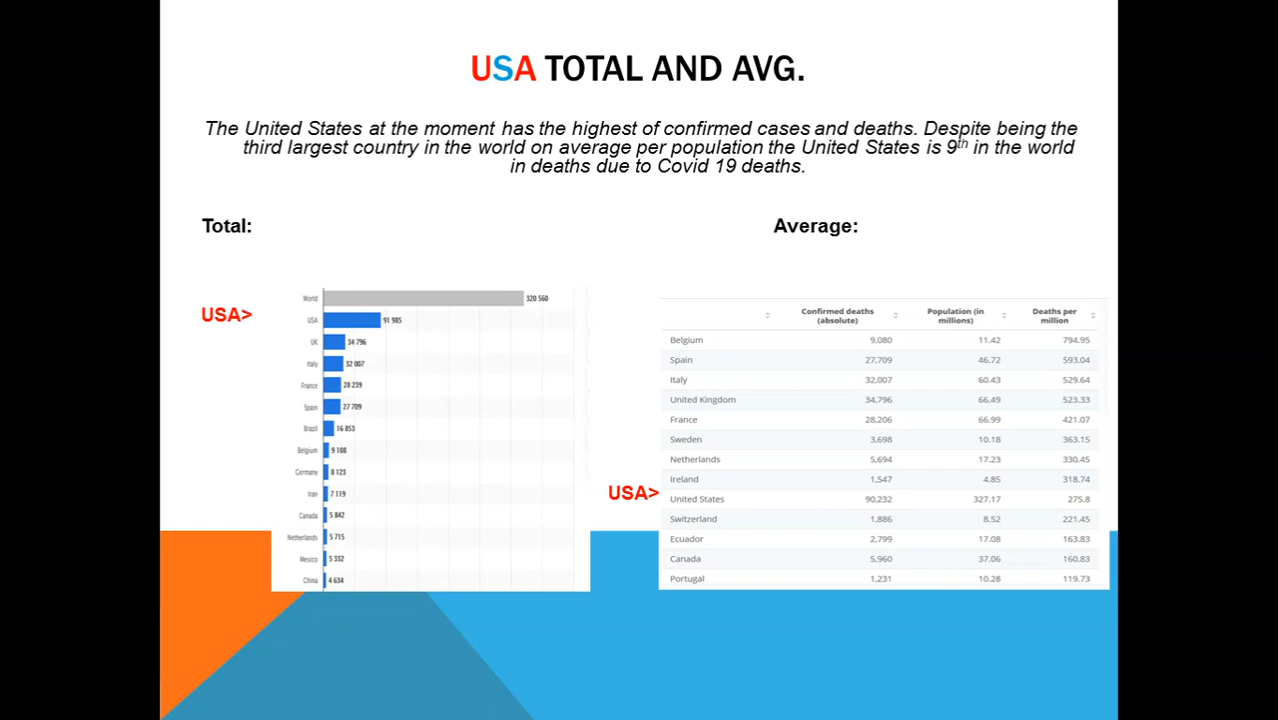 USA TOTAL AND AVG.
The United States at the moment has the highest of confirmed cases and deaths. Despite being the
third largest country in the world on average per population the United States is 9th in the world
in deaths due to Covid 19 deaths.
Total:
Average:
USA>
World 320 560
USA 91 985
UK 34 796
Italy 32 007
France 28 239
Spain 27 709
Brazil 16 853
Belgium 9 108
Germany 8 123
Iran 7 119
Canada 5 842
Netherlands 5 715
Mexico 5 332
China 4 634
USA>
Confirmed deaths (absolute) Population (in millions) Deaths per million
Belgium 9,080 11.42 794.95
Spain 27,709 46.72 593.04
Italy 32,007 60.43 529.64
United Kingdom 34,796 66.49 523.33
France 28,206 66.99 421.07
Sweden 3,698 10.18 363.15
Netherlands 5,694 17.23 330.45
Ireland 1,547 4.85 318.74
United States 90,232 327.17 275.8
Switzerland 1,886 8.52 221.45
Ecuador 2,799 17.08 163.83
Canada 5,960 37.06 160.83
Portugal 1,231 10.28 119.73